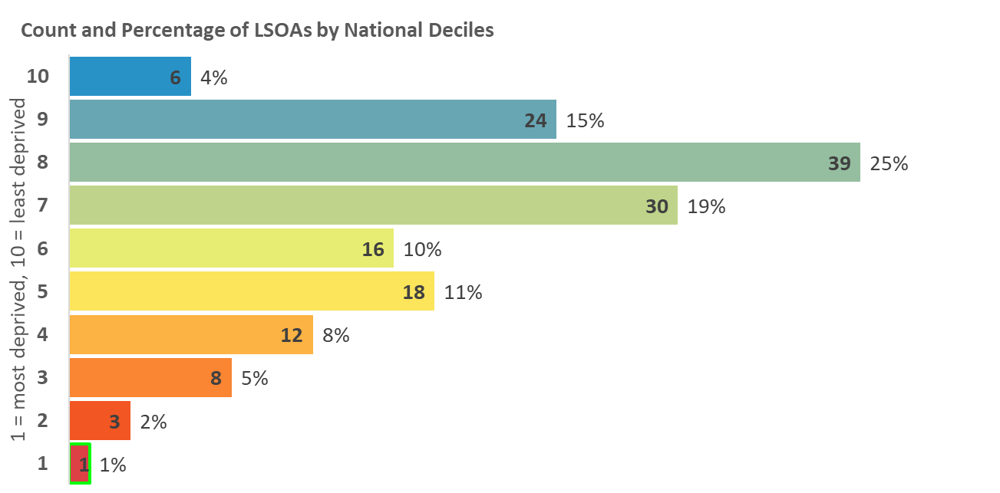 Count and Percentage of LSOAs by National Deciles
1 = most deprived, 10 = least deprived
10 6 4%
9 24 15%
8 39 25%
7 30 19%
6 16 10%
5 18 11%
4 12 8%
3 8 5%
2 3 2%
1 1 1%